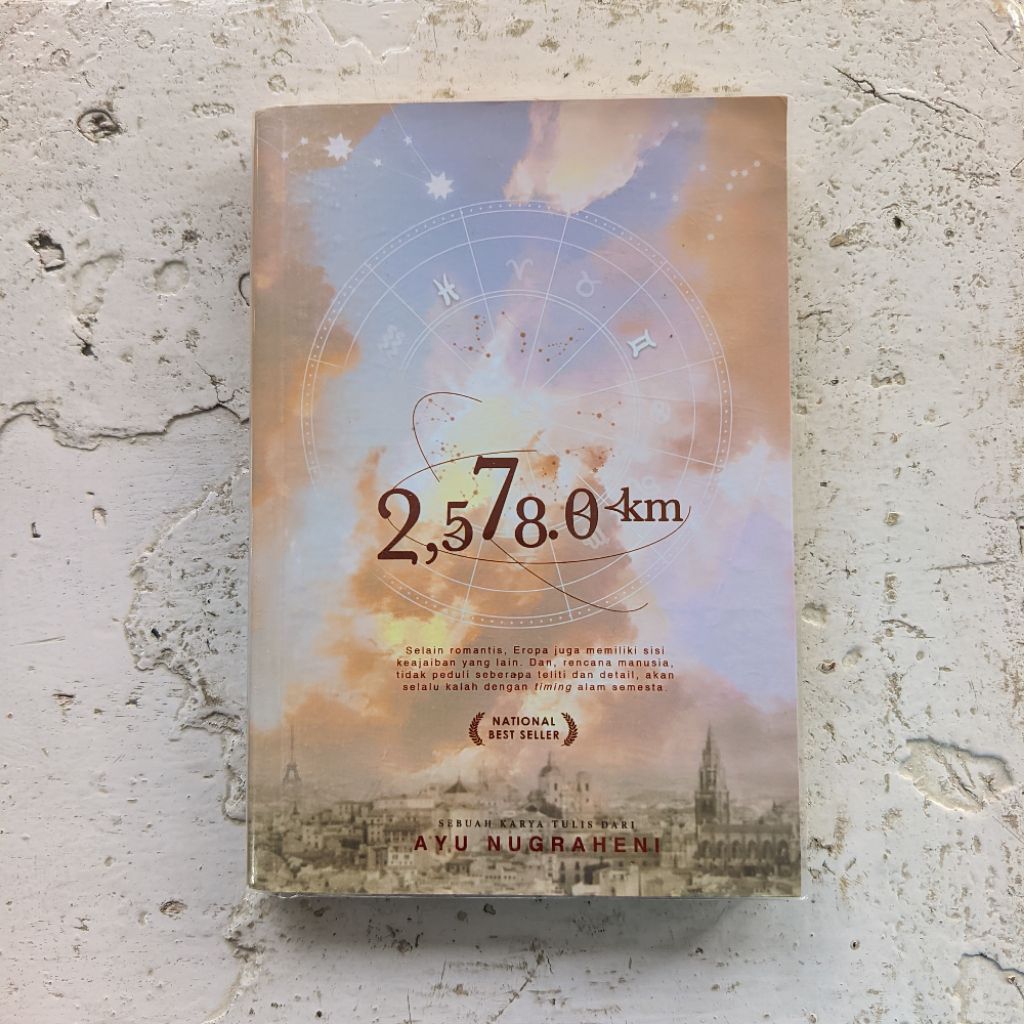 2,578.0 km
Selain romantis, Eropa juga memiliki sisi
keajaiban yang lain. Dan, rencana manusia,
tidak peduli seberapa teliti dan detail, akan
selalu kalah dengan timing alam semesta.
NATIONAL
BEST SELLER
SEBUAH KARYA TULIS DARI
AYU NUGRAHENI